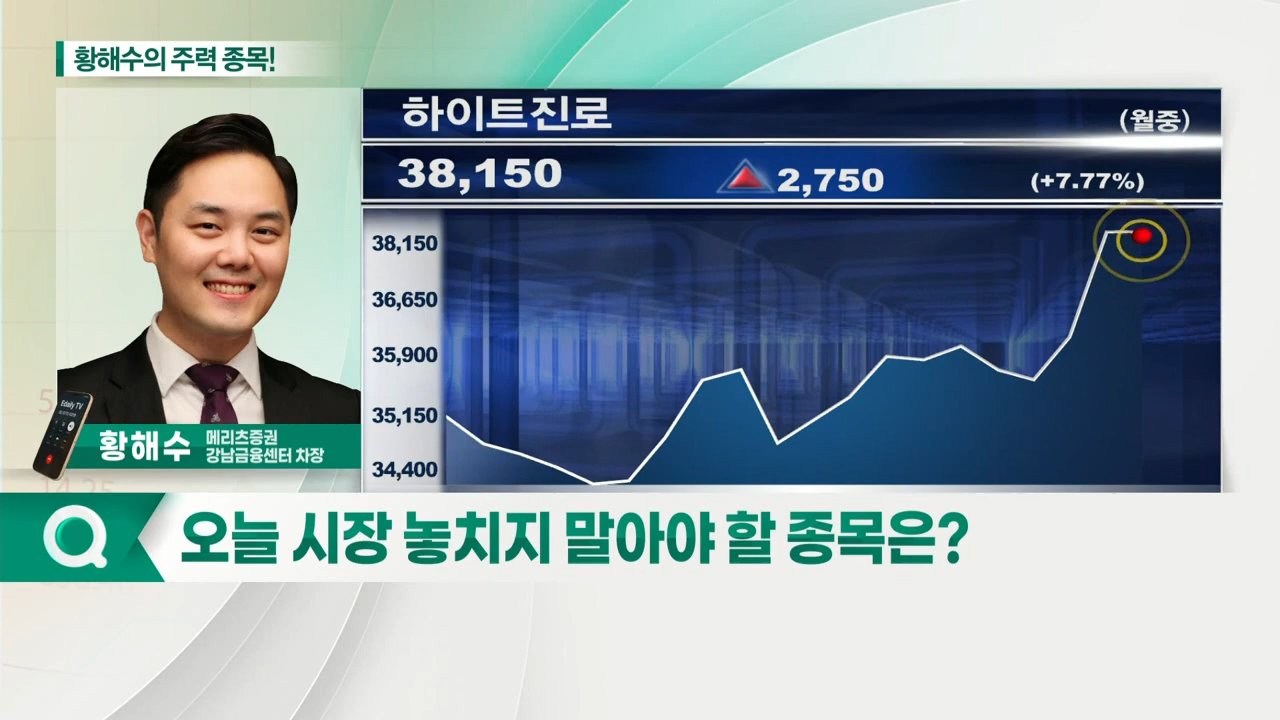 황해수의 주력 종목!
하이트진로
(월중)
38,150
2,750
(+7.77%)
38,150
36,650
35,900
35,150
34,400
Edaily TV
황해수
메리츠증권
강남금융센터 차장
오늘 시장 놓치지 말아야 할 종목은?